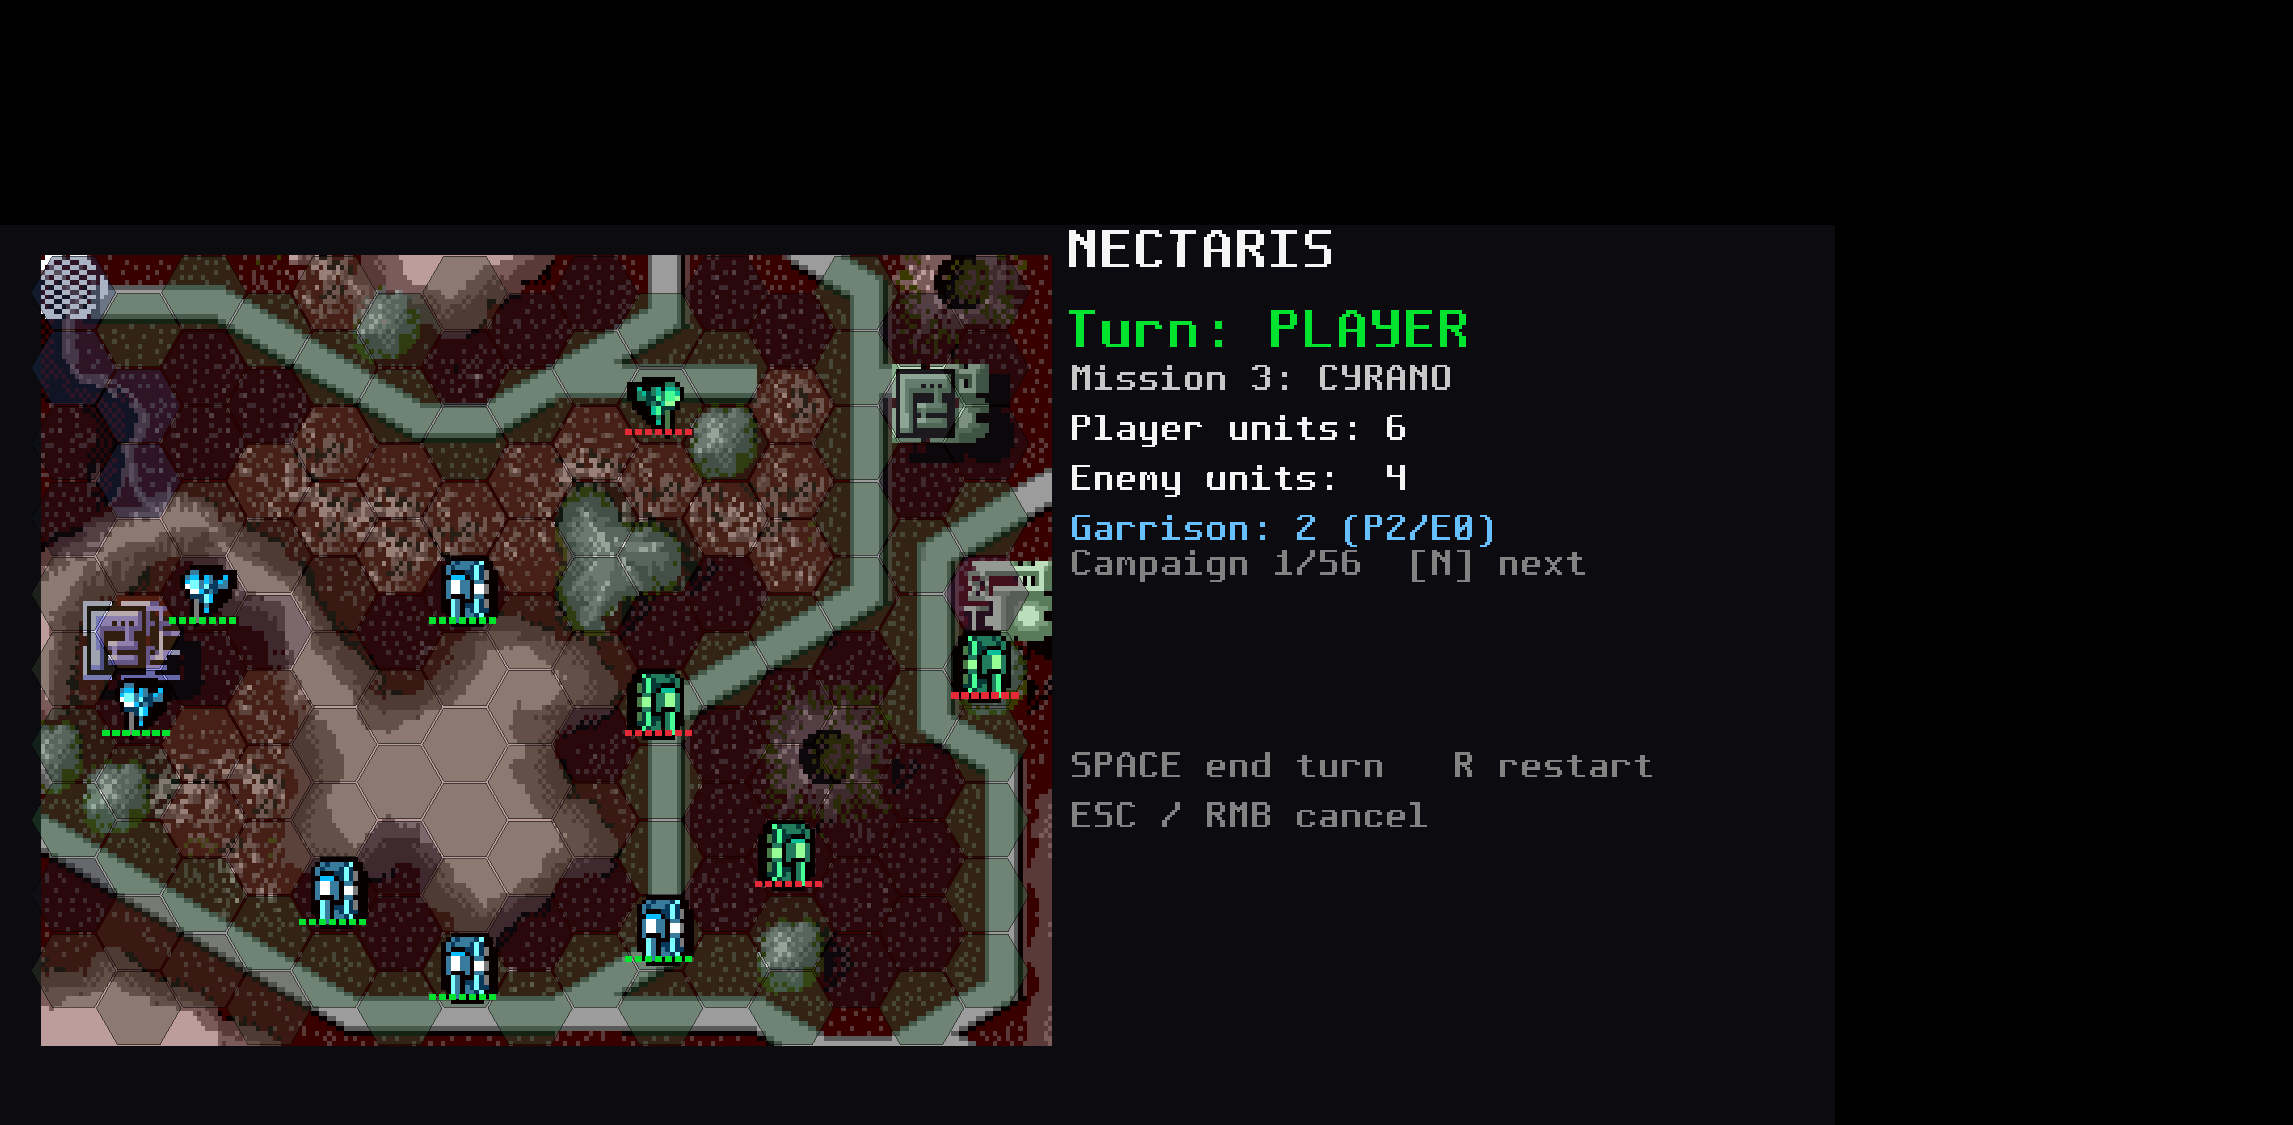 NECTARIS
Turn: PLAYER
Mission 3: CYRANO
Player units: 6
Enemy units:  4
Garrison: 2 (P2/E0)
Campaign 1/56  [N] next
SPACE end turn   R restart
ESC / RMB cancel